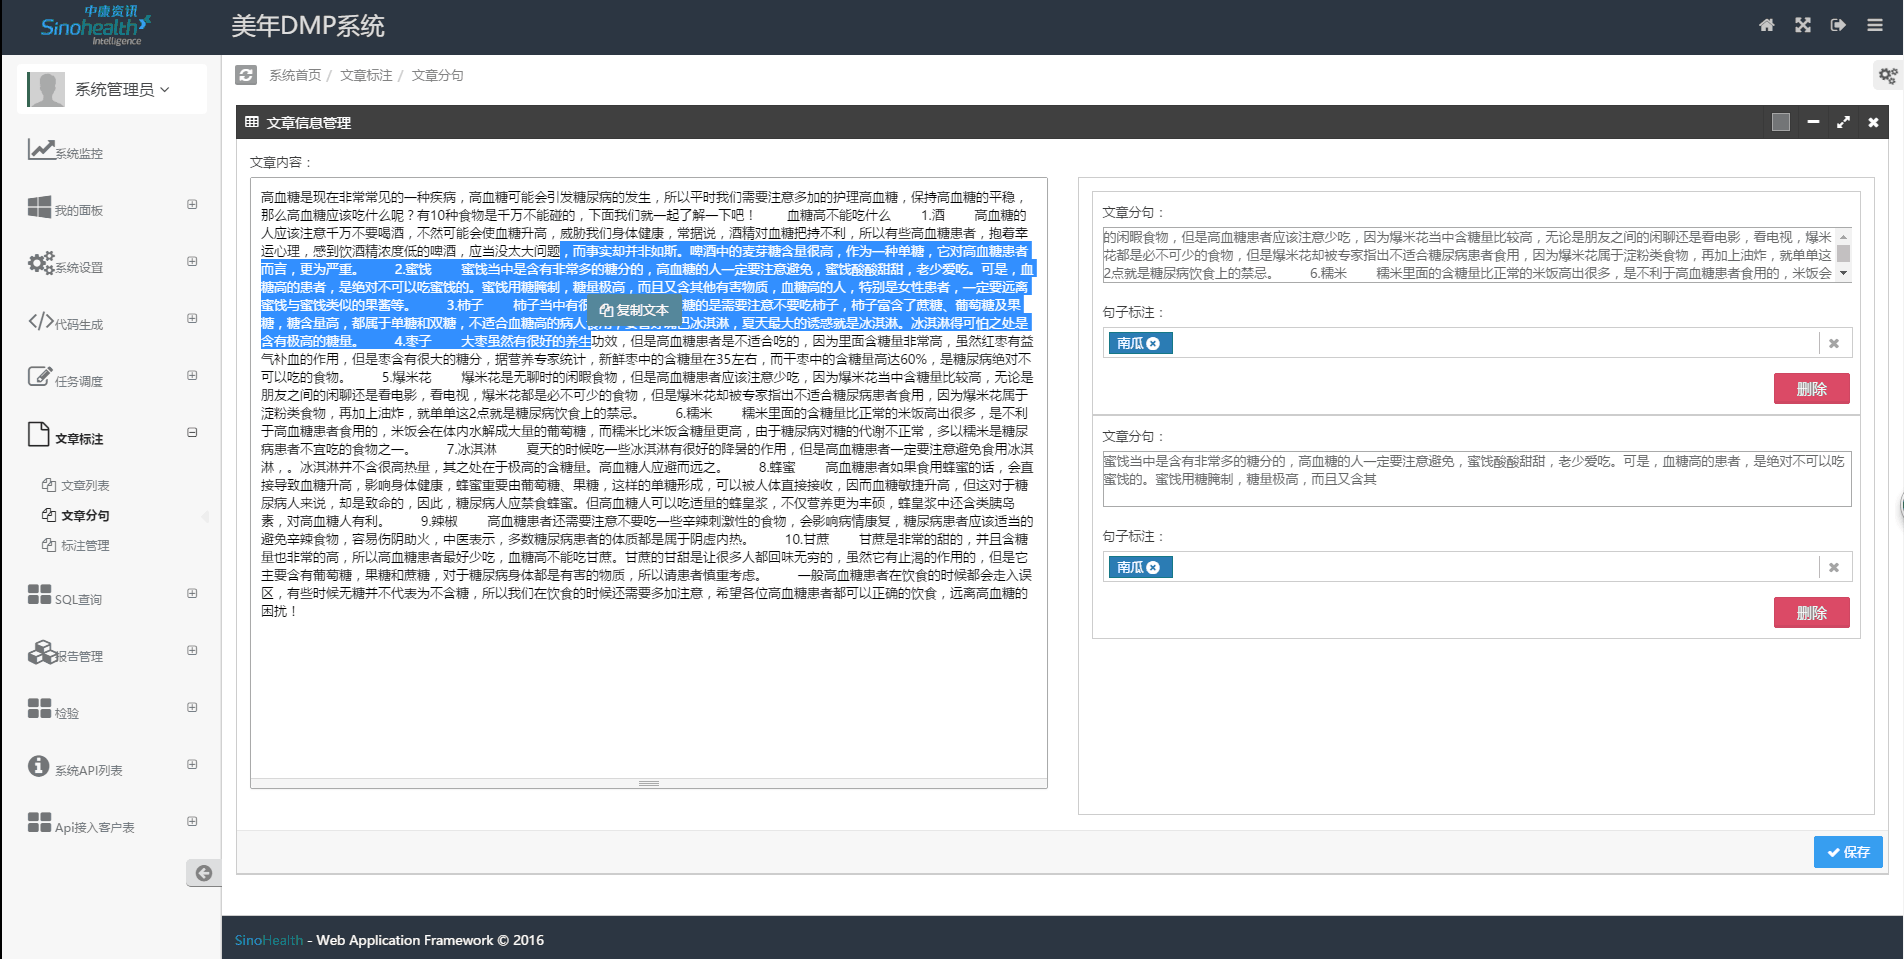 中康资讯
Sinohealth
Intelligence
美年DMP系统
系统管理员
系统首页 / 文章标注 / 文章分句
系统监控
我的面板
系统设置
代码生成
任务调度
文章标注
文章列表
文章分句
标注管理
SQL查询
报告管理
检验
系统API列表
Api接入客户表
文章信息管理
文章内容：
高血糖是现在非常常见的一种疾病，高血糖可能会引发糖尿病的发生，所以平时我们需要注意多加的护理高血糖，保持高血糖的平稳，
那么高血糖应该吃什么呢？有10种食物是千万不能碰的，下面我们就一起了解一下吧！ 血糖高不能吃什么 1.酒 高血糖的
人应该注意千万不要喝酒，不然可能会使血糖升高，威胁我们身体健康，常据说，酒精对血糖把持不利，所以有些高血糖患者，抱着幸
运心理，感到饮酒精浓度低的啤酒，应当没太大问题，而事实却并非如斯。啤酒中的麦芽糖含量很高，作为一种单糖，它对高血糖患者
而言，更为严重。 2.蜜饯 蜜饯当中是含有非常多的糖分的，高血糖的人一定要注意避免，蜜饯酸酸甜甜，老少爱吃。可是，血
糖高的患者，是绝对不可以吃蜜饯的。蜜饯用糖腌制，糖量极高，而且又含其他有害物质，血糖高的人，特别是女性患者，一定要远离
蜜饯与蜜饯类似的果酱等。 3.柿子 柿子当中有很 糖的是需要注意不要吃柿子，柿子富含了蔗糖、葡萄糖及果
复制文本
糖，糖含量高，都属于单糖和双糖，不适合血糖高的病人 冰淇淋，夏天最大的诱惑就是冰淇淋。冰淇淋得可怕之处是
含有极高的糖量。 4.枣子 大枣虽然有很好的养生功效，但是高血糖患者是不适合吃的，因为里面含糖量非常高，虽然红枣有益
气补血的作用，但是枣含有很大的糖分，据营养专家统计，新鲜枣中的含糖量在35左右，而干枣中的含糖量高达60%，是糖尿病绝对不
可以吃的食物。 5.爆米花 爆米花是无聊时的闲暇食物，但是高血糖患者应该注意少吃，因为爆米花当中含糖量比较高，无论是
朋友之间的闲聊还是看电影，看电视，爆米花都是必不可少的食物，但是爆米花却被专家指出不适合糖尿病患者食用，因为爆米花属于
淀粉类食物，再加上油炸，就单单这2点就是糖尿病饮食上的禁忌。 6.糯米 糯米里面的含糖量比正常的米饭高出很多，是不利
于高血糖患者食用的，米饭会在体内水解成大量的葡萄糖，而糯米比米饭含糖量更高，由于糖尿病对糖的代谢不正常，多以糯米是糖尿
病患者不宜吃的食物之一。 7.冰淇淋 夏天的时候吃一些冰淇淋有很好的降暑的作用，但是高血糖患者一定要注意避免食用冰淇
淋，。冰淇淋并不含很高热量，其之处在于极高的含糖量。高血糖人应避而远之。 8.蜂蜜 高血糖患者如果食用蜂蜜的话，会直
接导致血糖升高，影响身体健康，蜂蜜重要由葡萄糖、果糖，这样的单糖形成，可以被人体直接接收，因而血糖敏捷升高，但这对于糖
尿病人来说，却是致命的，因此，糖尿病人应禁食蜂蜜。但高血糖人可以吃适量的蜂皇浆，不仅营养更为丰硕，蜂皇浆中还含类胰岛
素，对高血糖人有利。 9.辣椒 高血糖患者还需要注意不要吃一些辛辣刺激性的食物，会影响病情康复，糖尿病患者应该适当的
避免辛辣食物，容易伤阴助火，中医表示，多数糖尿病患者的体质都是属于阴虚内热。 10.甘蔗 甘蔗是非常的甜的，并且含糖
量也非常的高，所以高血糖患者最好少吃，血糖高不能吃甘蔗。甘蔗的甘甜是让很多人都回味无穷的，虽然它有止渴的作用的，但是它
主要含有葡萄糖，果糖和蔗糖，对于糖尿病身体都是有害的物质，所以请患者慎重考虑。 一般高血糖患者在饮食的时候都会走入误
区，有些时候无糖并不代表为不含糖，所以我们在饮食的时候还需要多加注意，希望各位高血糖患者都可以正确的饮食，远离高血糖的
困扰！
文章分句：
的闲暇食物，但是高血糖患者应该注意少吃，因为爆米花当中含糖量比较高，无论是朋友之间的闲聊还是看电影，看电视，爆米
花都是必不可少的食物，但是爆米花却被专家指出不适合糖尿病患者食用，因为爆米花属于淀粉类食物，再加上油炸，就单单这
2点就是糖尿病饮食上的禁忌。 6.糯米 糯米里面的含糖量比正常的米饭高出很多，是不利于高血糖患者食用的，米饭会
句子标注：
南瓜
删除
文章分句：
蜜饯当中是含有非常多的糖分的，高血糖的人一定要注意避免，蜜饯酸酸甜甜，老少爱吃。可是，血糖高的患者，是绝对不可以吃
蜜饯的。蜜饯用糖腌制，糖量极高，而且又含其
句子标注：
南瓜
删除
保存
SinoHealth - Web Application Framework © 2016